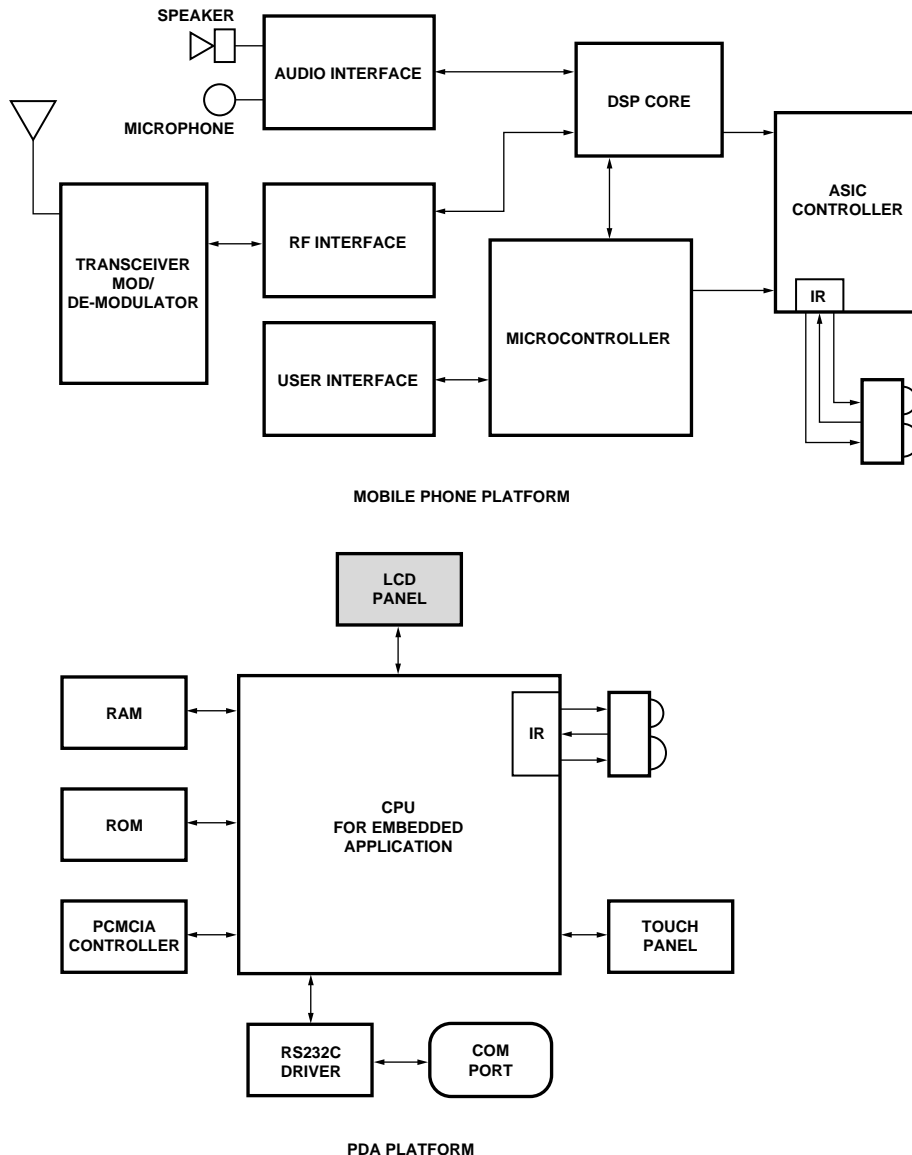 SPEAKER
AUDIO INTERFACE
MICROPHONE
DSP CORE
ASIC
CONTROLLER
TRANSCEIVER
MOD/
DE-MODULATOR
RF INTERFACE
MICROCONTROLLER
IR
USER INTERFACE
MOBILE PHONE PLATFORM
LCD
PANEL
RAM
IR
ROM
CPU
FOR EMBEDDED
APPLICATION
PCMCIA
CONTROLLER
TOUCH
PANEL
RS232C
DRIVER
COM
PORT
PDA PLATFORM